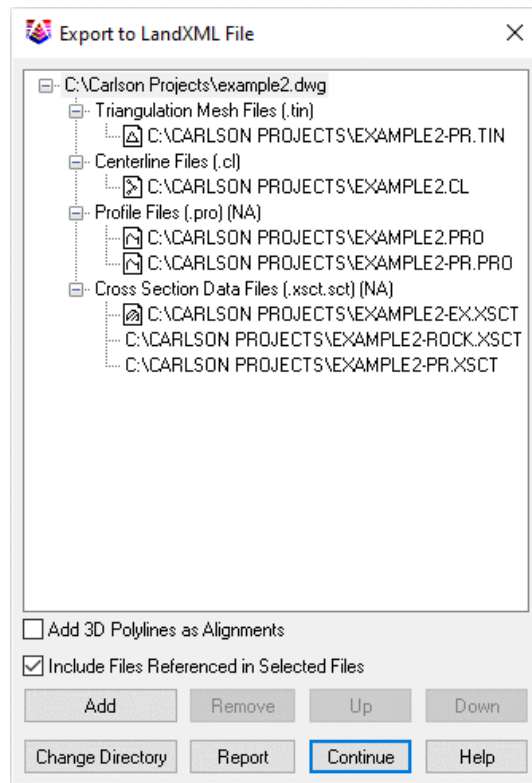 Export to LandXML File
C:\Carlson Projects\example2.dwg
Triangulation Mesh Files (.tin)
C:\CARLSON PROJECTS\EXAMPLE2-PR.TIN
Centerline Files (.cl)
C:\CARLSON PROJECTS\EXAMPLE2.CL
Profile Files (.pro) (NA)
C:\CARLSON PROJECTS\EXAMPLE2.PRO
C:\CARLSON PROJECTS\EXAMPLE2-PR.PRO
Cross Section Data Files (.xsct.sct) (NA)
C:\CARLSON PROJECTS\EXAMPLE2-EX.XSCT
C:\CARLSON PROJECTS\EXAMPLE2-ROCK.XSCT
C:\CARLSON PROJECTS\EXAMPLE2-PR.XSCT
Add 3D Polylines as Alignments
Include Files Referenced in Selected Files
Add Remove Up Down
Change Directory Report Continue Help